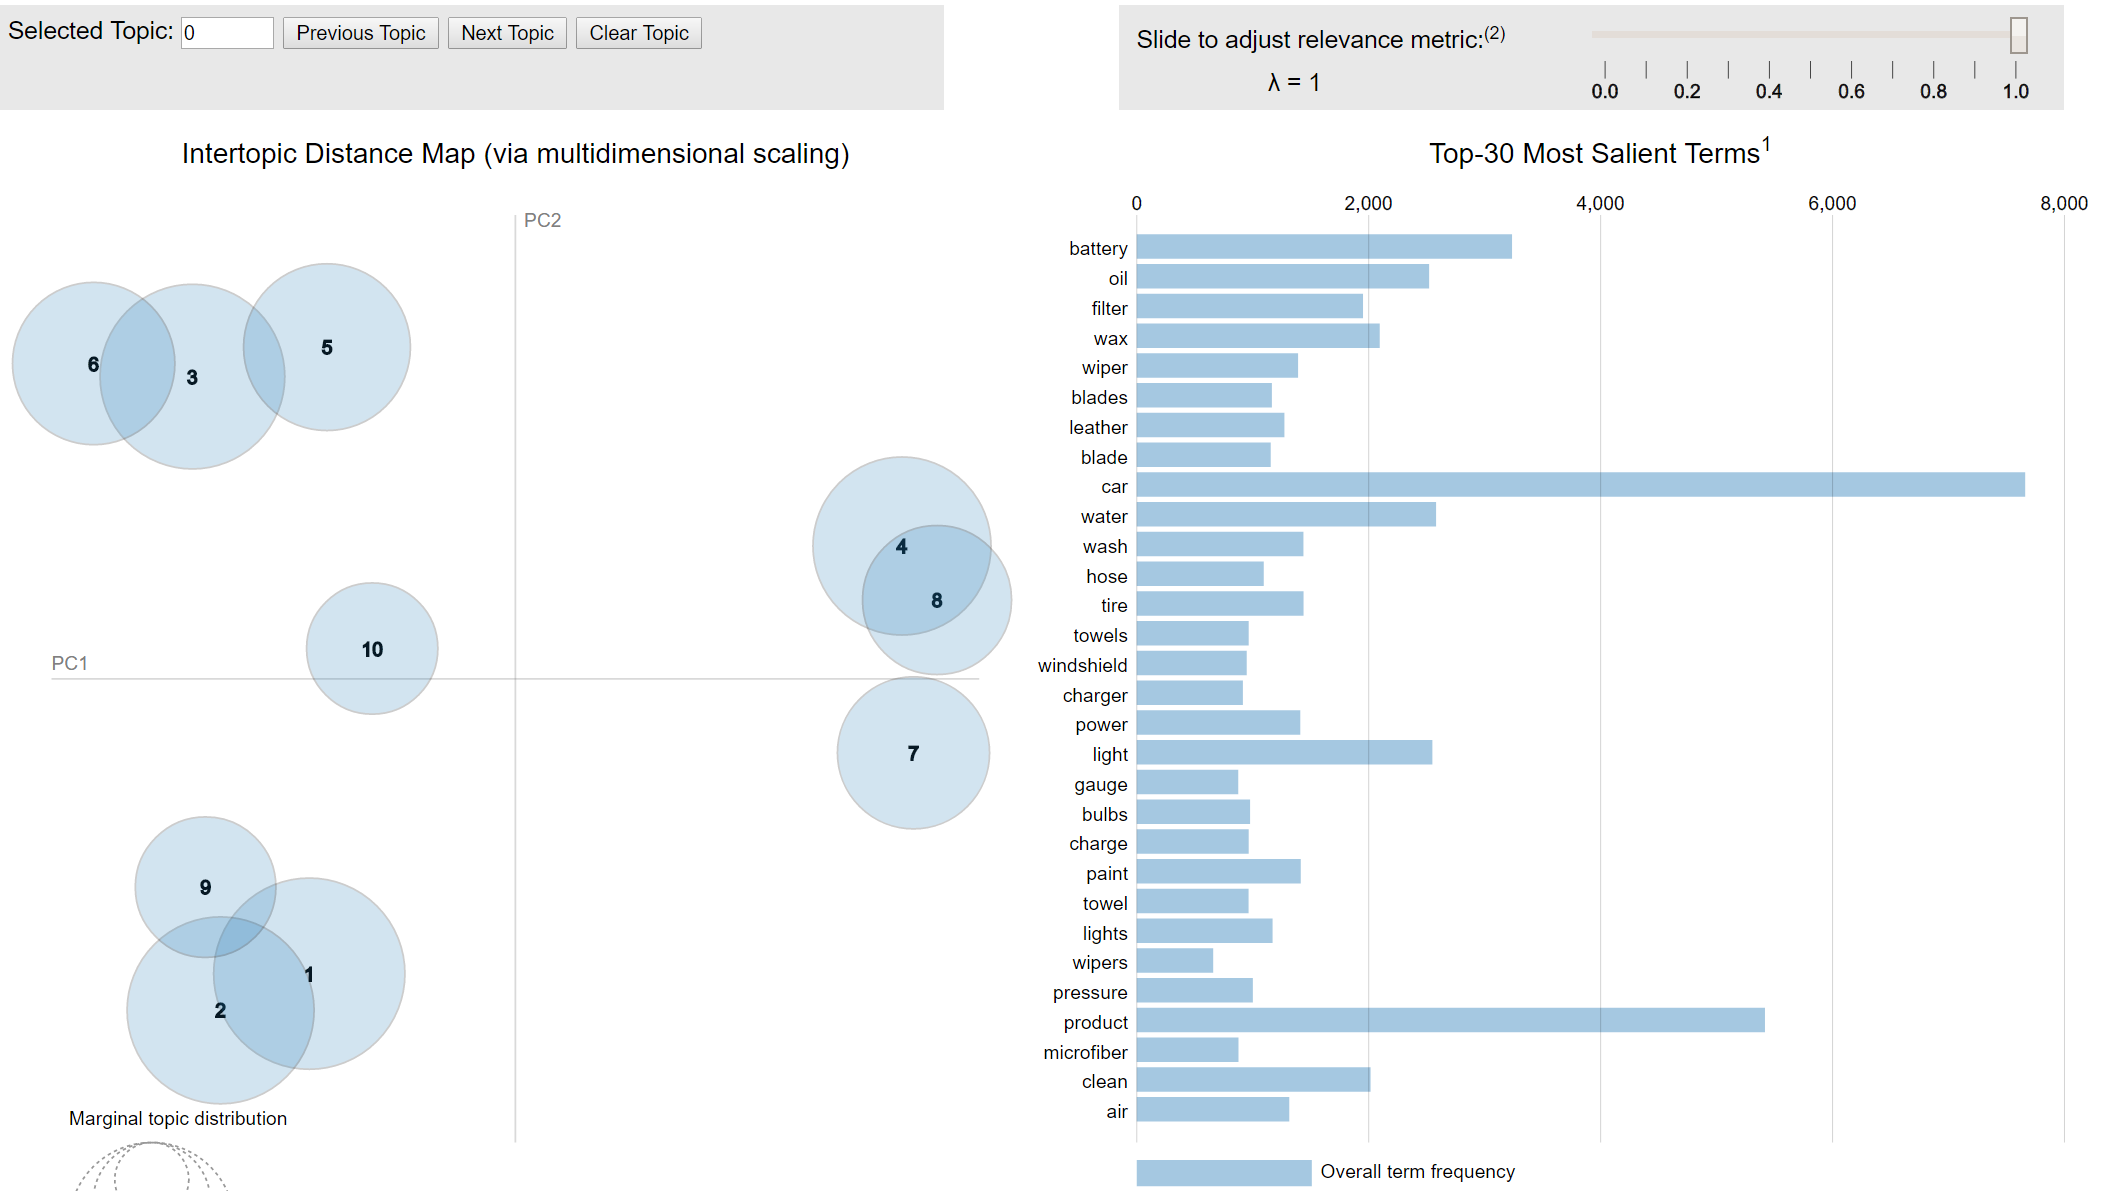 Selected Topic: 0 Previous Topic Next Topic Clear Topic
Slide to adjust relevance metric:(2)
λ = 1
0.0 0.2 0.4 0.6 0.8 1.0
Intertopic Distance Map (via multidimensional scaling)
PC2
PC1
6
3
5
4
8
10
7
9
1
2
Marginal topic distribution
Top-30 Most Salient Terms1
0 2,000 4,000 6,000 8,000
battery
oil
filter
wax
wiper
blades
leather
blade
car
water
wash
hose
tire
towels
windshield
charger
power
light
gauge
bulbs
charge
paint
towel
lights
wipers
pressure
product
microfiber
clean
air
Overall term frequency